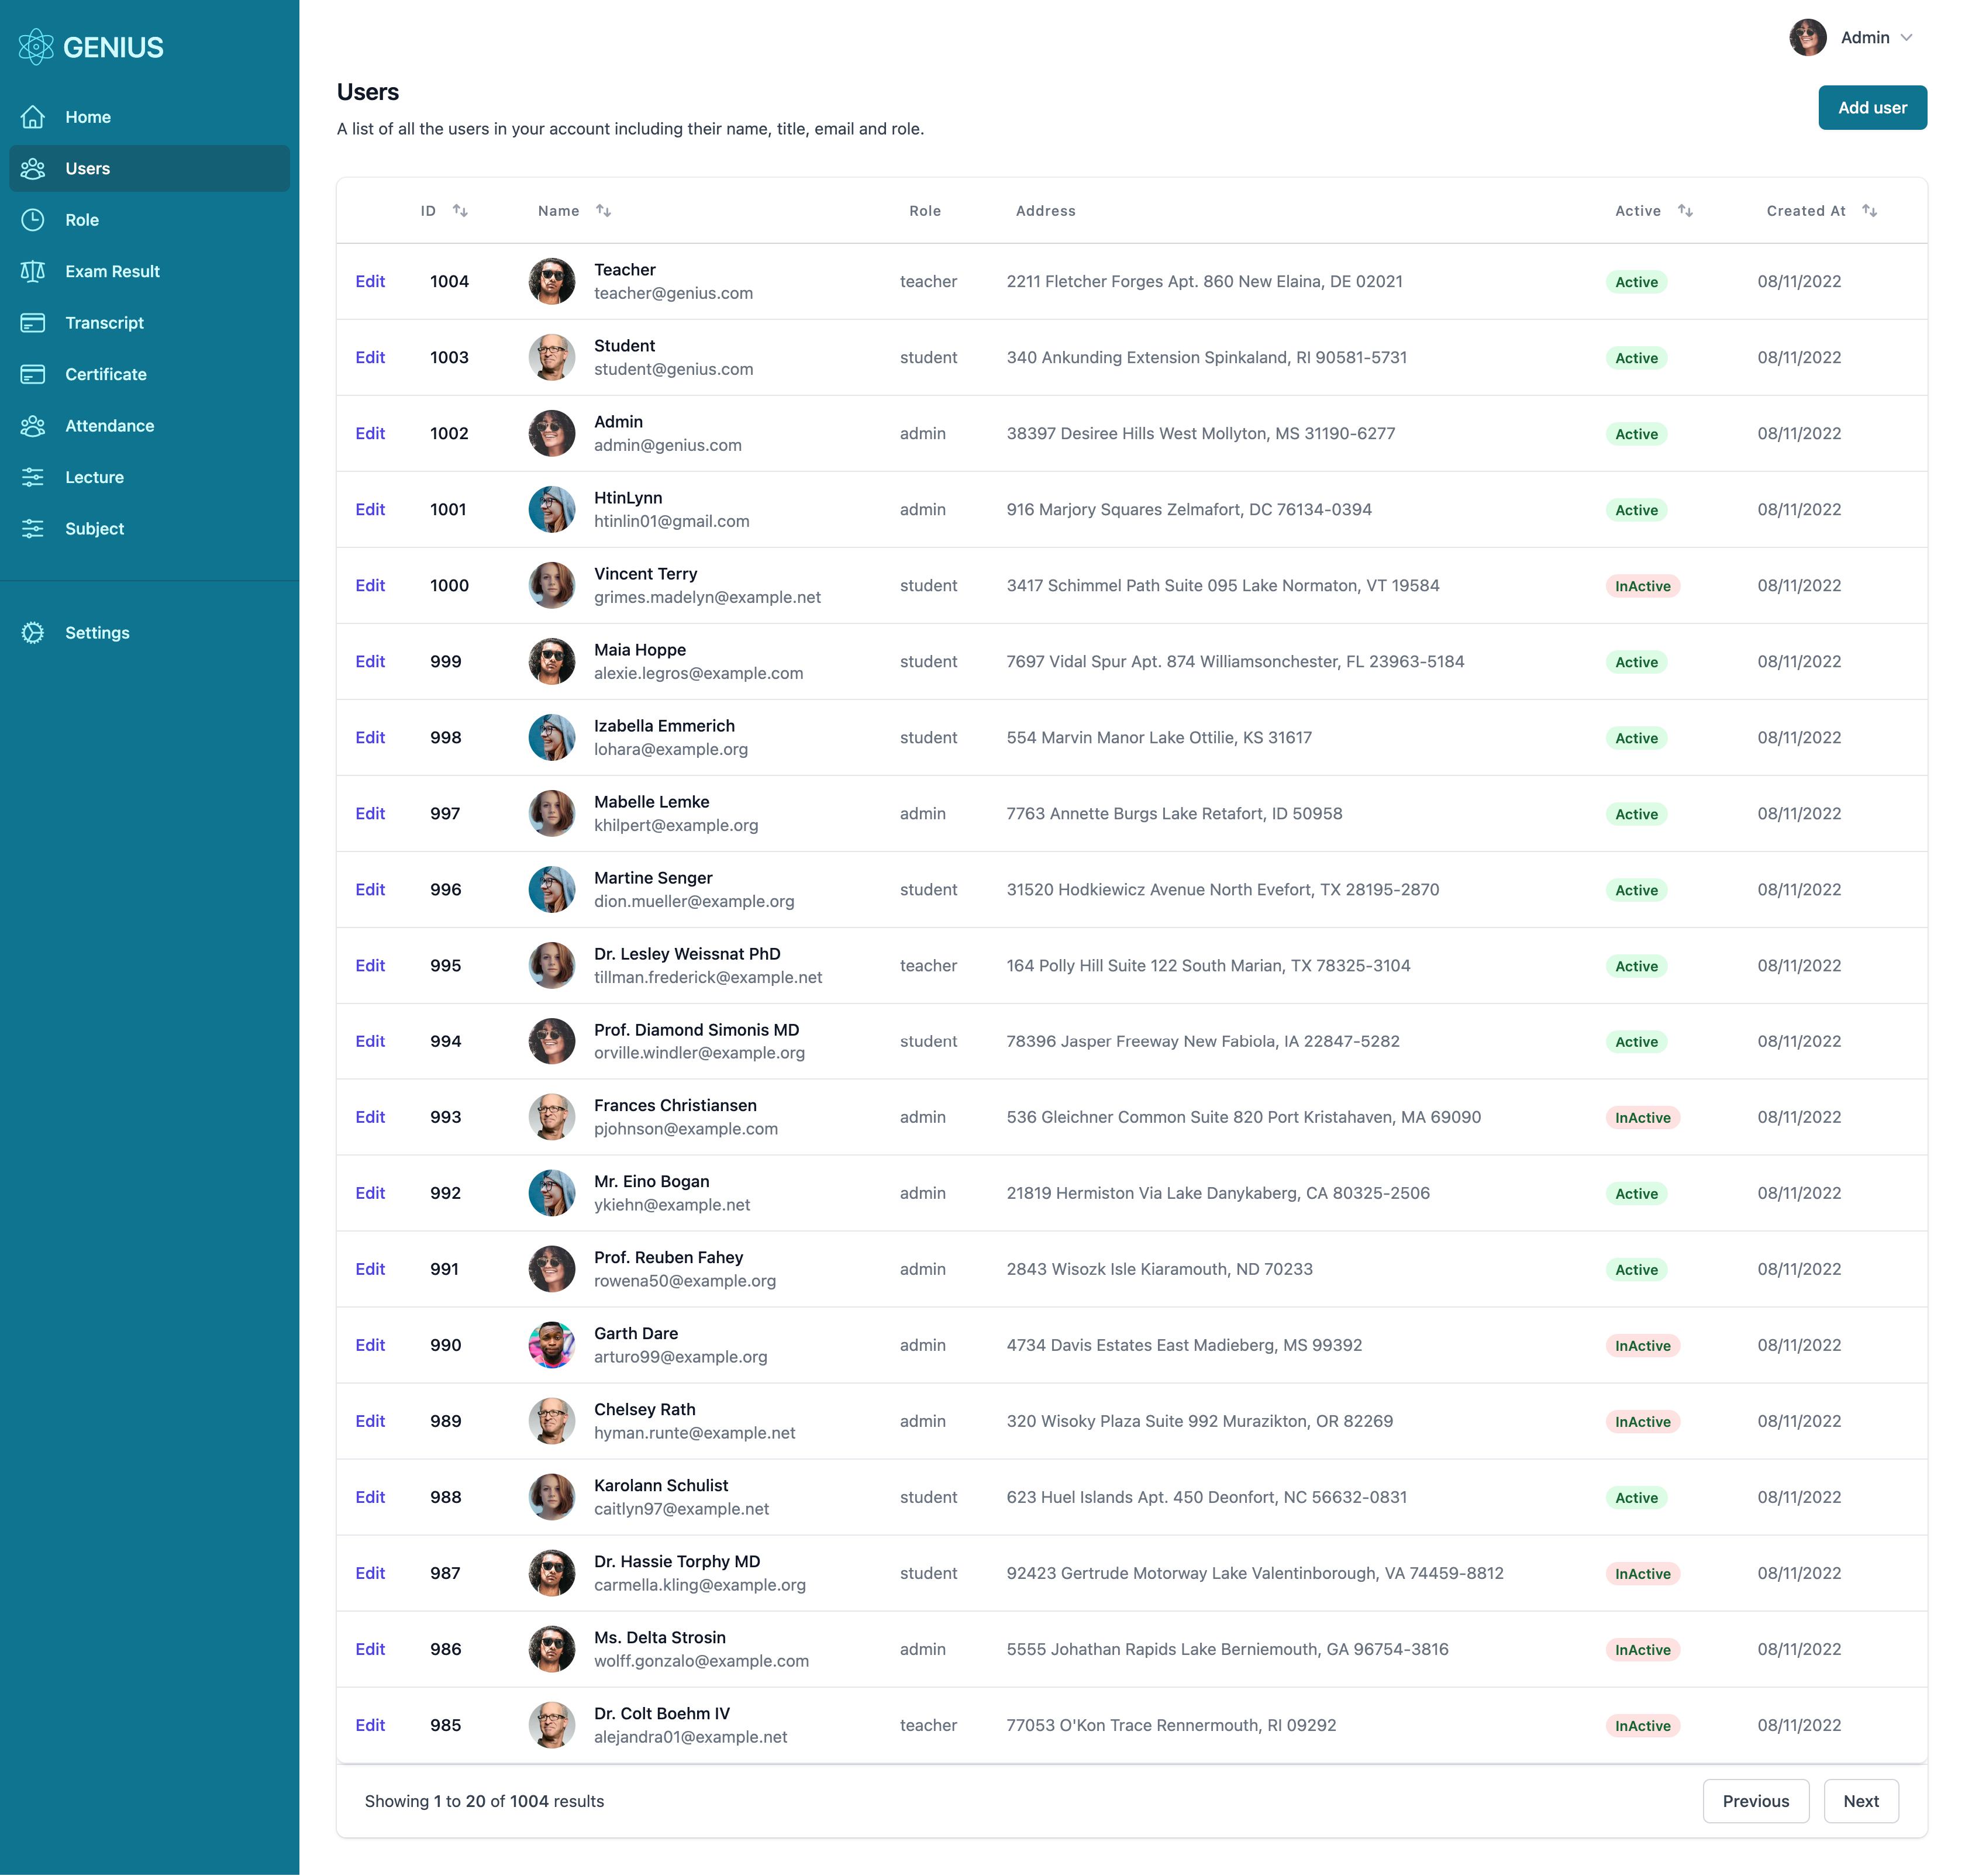 GENIUS
Home
Users
Role
Exam Result
Transcript
Certificate
Attendance
Lecture
Subject
Settings
Admin
Users
A list of all the users in your account including their name, title, email and role.
Add user
ID Name Role Address Active Created At
Edit 1004 Teacher teacher@genius.com teacher 2211 Fletcher Forges Apt. 860 New Elaina, DE 02021 Active 08/11/2022
Edit 1003 Student student@genius.com student 340 Ankunding Extension Spinkaland, RI 90581-5731 Active 08/11/2022
Edit 1002 Admin admin@genius.com admin 38397 Desiree Hills West Mollyton, MS 31190-6277 Active 08/11/2022
Edit 1001 HtinLynn htinlin01@gmail.com admin 916 Marjory Squares Zelmafort, DC 76134-0394 Active 08/11/2022
Edit 1000 Vincent Terry grimes.madelyn@example.net student 3417 Schimmel Path Suite 095 Lake Normaton, VT 19584 InActive 08/11/2022
Edit 999 Maia Hoppe alexie.legros@example.com student 7697 Vidal Spur Apt. 874 Williamsonchester, FL 23963-5184 Active 08/11/2022
Edit 998 Izabella Emmerich lohara@example.org student 554 Marvin Manor Lake Ottilie, KS 31617 Active 08/11/2022
Edit 997 Mabelle Lemke khilpert@example.org admin 7763 Annette Burgs Lake Retafort, ID 50958 Active 08/11/2022
Edit 996 Martine Senger dion.mueller@example.org student 31520 Hodkiewicz Avenue North Evefort, TX 28195-2870 Active 08/11/2022
Edit 995 Dr. Lesley Weissnat PhD tillman.frederick@example.net teacher 164 Polly Hill Suite 122 South Marian, TX 78325-3104 Active 08/11/2022
Edit 994 Prof. Diamond Simonis MD orville.windler@example.org student 78396 Jasper Freeway New Fabiola, IA 22847-5282 Active 08/11/2022
Edit 993 Frances Christiansen pjohnson@example.com admin 536 Gleichner Common Suite 820 Port Kristahaven, MA 69090 InActive 08/11/2022
Edit 992 Mr. Eino Bogan ykiehn@example.net admin 21819 Hermiston Via Lake Danykaberg, CA 80325-2506 Active 08/11/2022
Edit 991 Prof. Reuben Fahey rowena50@example.org admin 2843 Wisozk Isle Kiaramouth, ND 70233 Active 08/11/2022
Edit 990 Garth Dare arturo99@example.org admin 4734 Davis Estates East Madieberg, MS 99392 InActive 08/11/2022
Edit 989 Chelsey Rath hyman.runte@example.net admin 320 Wisoky Plaza Suite 992 Murazikton, OR 82269 InActive 08/11/2022
Edit 988 Karolann Schulist caitlyn97@example.net student 623 Huel Islands Apt. 450 Deonfort, NC 56632-0831 Active 08/11/2022
Edit 987 Dr. Hassie Torphy MD carmella.kling@example.org student 92423 Gertrude Motorway Lake Valentinborough, VA 74459-8812 InActive 08/11/2022
Edit 986 Ms. Delta Strosin wolff.gonzalo@example.com admin 5555 Johathan Rapids Lake Berniemouth, GA 96754-3816 InActive 08/11/2022
Edit 985 Dr. Colt Boehm IV alejandra01@example.net teacher 77053 O'Kon Trace Rennermouth, RI 09292 InActive 08/11/2022
Showing 1 to 20 of 1004 results
Previous
Next